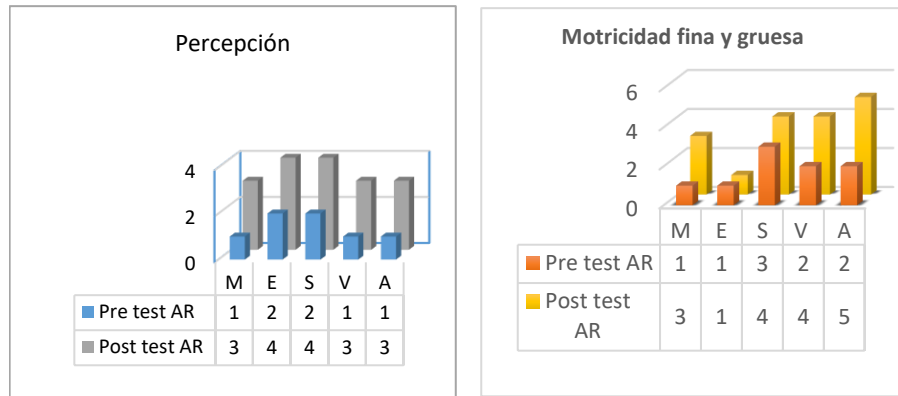 Percepción
4
2
0
M E S V A
Pre test AR 1 2 2 1 1
Post test AR 3 4 4 3 3
Motricidad fina y gruesa
6
4
2
0
M E S V A
Pre test AR 1 1 3 2 2
Post test
AR 3 1 4 4 5